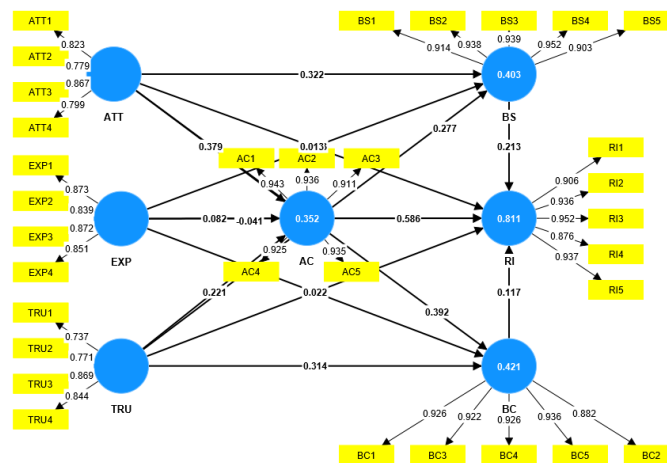 ATT1
ATT2
ATT3
ATT4
0.823
0.779
0.867
0.799
ATT
BS1
BS2
BS3
BS4
BS5
0.914
0.938
0.939
0.952
0.903
0.403
BS
0.322
0.379
0.277
0.213
EXP1
EXP2
EXP3
EXP4
0.873
0.839
0.872
0.851
EXP
0.082
-0.041
AC1
AC2
AC3
0.943
0.936
0.911
0.352
AC
0.925
0.935
AC4
AC5
0.586
0.811
RI
RI1
RI2
RI3
RI4
RI5
0.906
0.936
0.952
0.876
0.937
0.221
0.022
0.392
0.117
TRU1
TRU2
TRU3
TRU4
0.737
0.771
0.869
0.844
TRU
0.314
0.421
BC
0.926
0.922
0.926
0.936
0.882
BC1
BC3
BC4
BC5
BC2